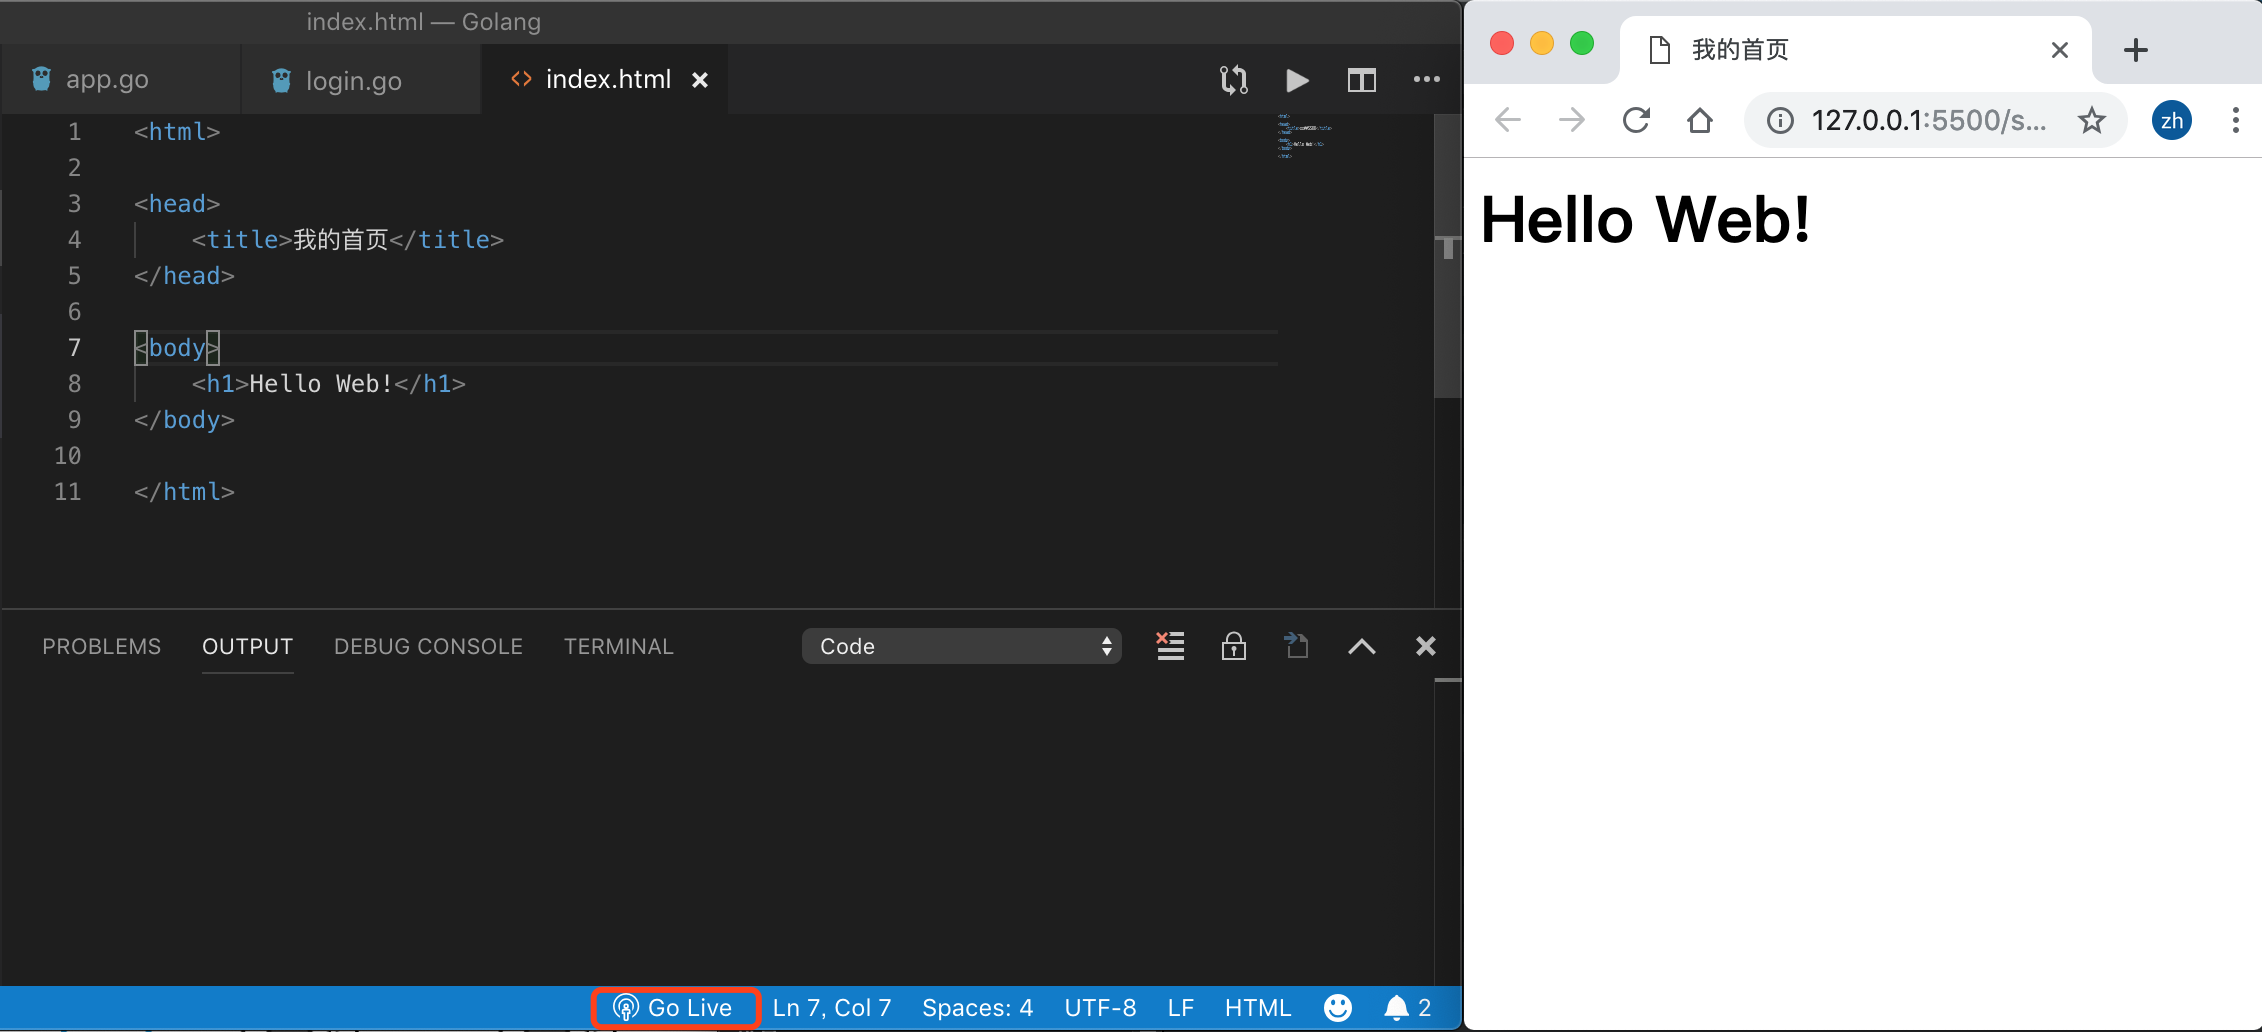 index.html — Golang
app.go
login.go
index.html
1 <html>
2
3 <head>
4 <title>我的首页</title>
5 </head>
6
7 <body>
8 <h1>Hello Web!</h1>
9 </body>
10
11 </html>
PROBLEMS OUTPUT DEBUG CONSOLE TERMINAL
Code
Go Live Ln 7, Col 7 Spaces: 4 UTF-8 LF HTML 2
我的首页
127.0.0.1:5500/s...
zh
Hello Web!